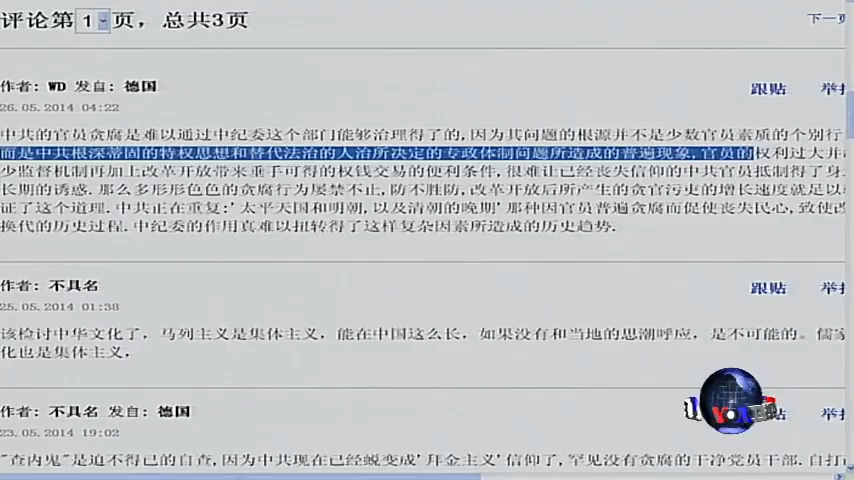 评论第 1 页，总共3页
下一页
作者: WD 发自: 德国
跟贴 举报
26.05.2014 04:22
中共的官员贪腐是难以通过中纪委这个部门能够治理得了的,因为其问题的根源并不是少数官员素质的个别行
而是中共根深蒂固的特权思想和替代法治的人治所决定的专政体制问题所造成的普遍现象,官员的权利过大并
少监督机制再加上改革开放带来垂手可得的权钱交易的便利条件,很难让已经丧失信仰的中共官员抵制得了身
长期的诱惑.那么多形形色色的贪腐行为屡禁不止,防不胜防,改革开放后所产生的贪官污吏的增长速度就足以
证了这个道理.中共正在重复:'太平天国和明朝,以及清朝的晚期'那种因官员普遍贪腐而促使丧失民心,致使改
换代的历史过程.中纪委的作用真难以扭转得了这样复杂因素所造成的历史趋势.
作者: 不具名
跟贴 举报
25.05.2014 01:38
该检讨中华文化了，马列主义是集体主义，能在中国这么长，如果没有和当地的思潮呼应，是不可能的。儒家
化也是集体主义，
作者: 不具名 发自: 德国
23.05.2014 19:02
VOA
"查内鬼"是迫不得已的自查,因为中共现在已经蜕变成'拜金主义'信仰了,罕见没有贪腐的干净党员干部.自打